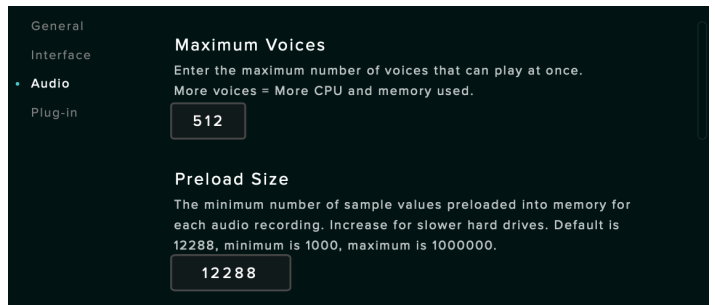 General
Interface
Audio
Plug-in
Maximum Voices
Enter the maximum number of voices that can play at once.
More voices = More CPU and memory used.
512
Preload Size
The minimum number of sample values preloaded into memory for
each audio recording. Increase for slower hard drives. Default is
12288, minimum is 1000, maximum is 1000000.
12288